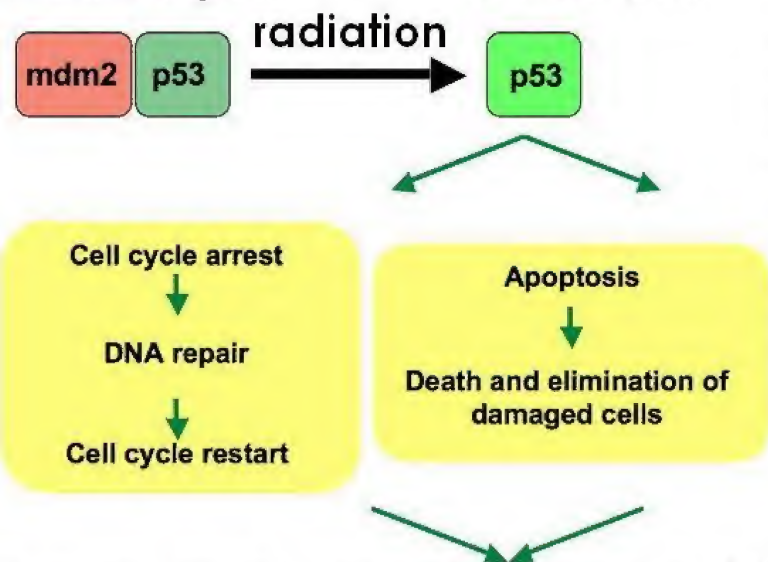 radiation
mdm2 p53
p53
Cell cycle arrest
DNA repair
Cell cycle restart
Apoptosis
Death and elimination of
damaged cells